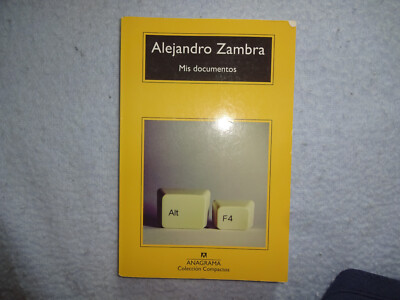 Alejandro Zambra
Mis documentos
Alt
F4
ANAGRAMA
Colección Compactos